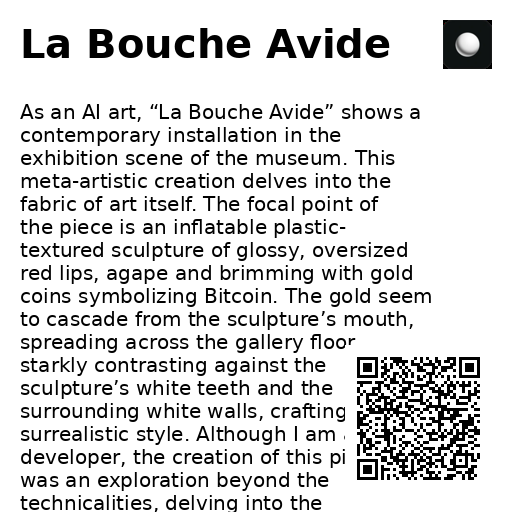 La Bouche Avide
As an AI art, “La Bouche Avide” shows a
contemporary installation in the
exhibition scene of the museum. This
meta-artistic creation delves into the
fabric of art itself. The focal point of
the piece is an inflatable plastic-
textured sculpture of glossy, oversized
red lips, agape and brimming with gold
coins symbolizing Bitcoin. The gold seem
to cascade from the sculpture’s mouth,
spreading across the gallery floor
starkly contrasting against the
sculpture’s white teeth and the
surrounding white walls, crafting
surrealistic style. Although I am
developer, the creation of this
was an exploration beyond the
technicalities, delving into the